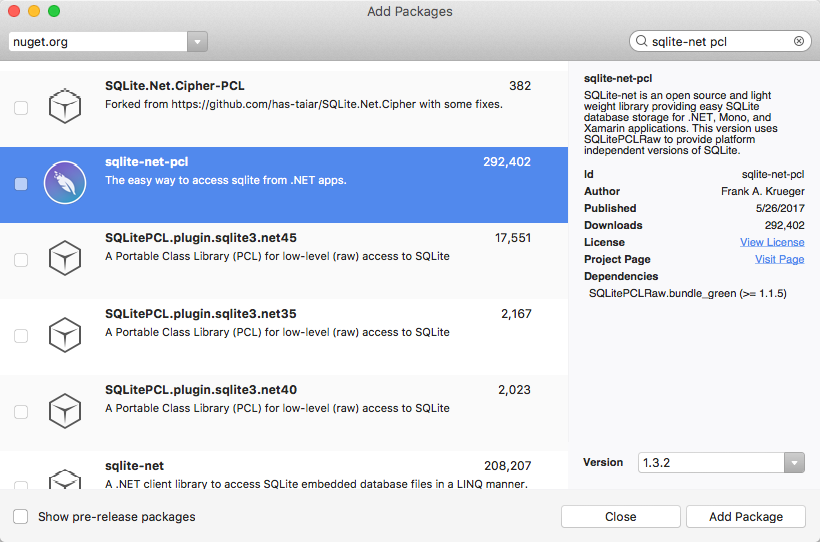 Add Packages
nuget.org
sqlite-net pcl
SQLite.Net.Cipher-PCL 382
Forked from https://github.com/has-taiar/SQLite.Net.Cipher with some fixes.
sqlite-net-pcl 292,402
The easy way to access sqlite from .NET apps.
SQLitePCL.plugin.sqlite3.net45 17,551
A Portable Class Library (PCL) for low-level (raw) access to SQLite
SQLitePCL.plugin.sqlite3.net35 2,167
A Portable Class Library (PCL) for low-level (raw) access to SQLite
SQLitePCL.plugin.sqlite3.net40 2,023
A Portable Class Library (PCL) for low-level (raw) access to SQLite
sqlite-net 208,207
A .NET client library to access SQLite embedded database files in a LINQ manner.
sqlite-net-pcl
SQLite-net is an open source and light
weight library providing easy SQLite
database storage for .NET, Mono, and
Xamarin applications. This version uses
SQLitePCLRaw to provide platform
independent versions of SQLite.
Id sqlite-net-pcl
Author Frank A. Krueger
Published 5/26/2017
Downloads 292,402
License View License
Project Page Visit Page
Dependencies
SQLitePCLRaw.bundle_green (>= 1.1.5)
Version 1.3.2
Show pre-release packages
Close
Add Package